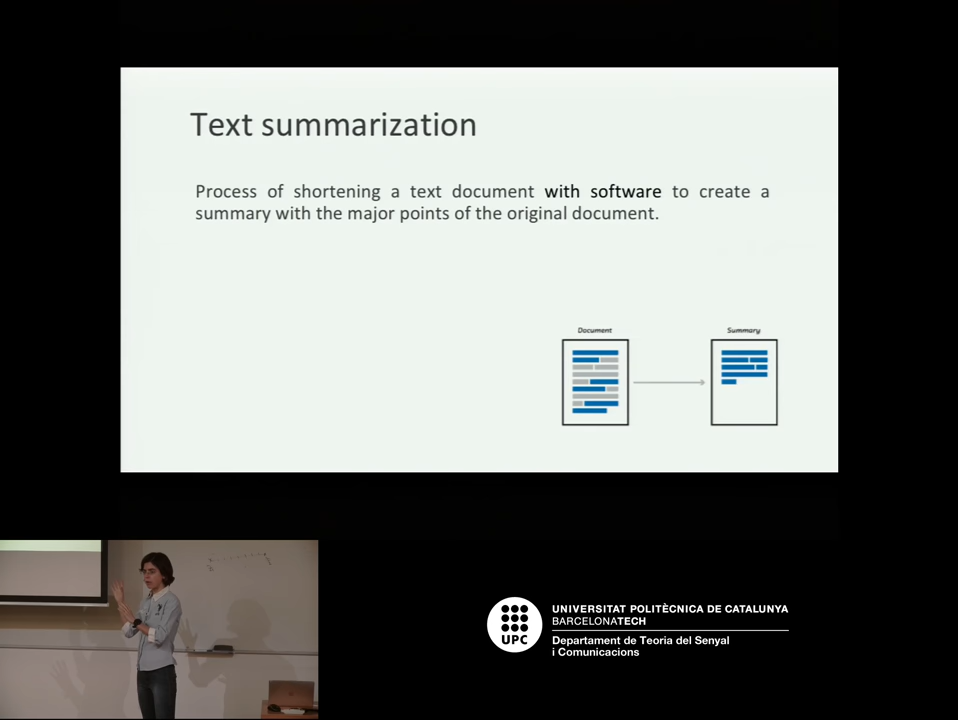 Text summarization
Process of shortening a text document with software to create a
summary with the major points of the original document.
Document
Summary
UPC
UNIVERSITAT POLITÈCNICA DE CATALUNYA
BARCELONATECH
Departament de Teoria del Senyal
i Comunicacions